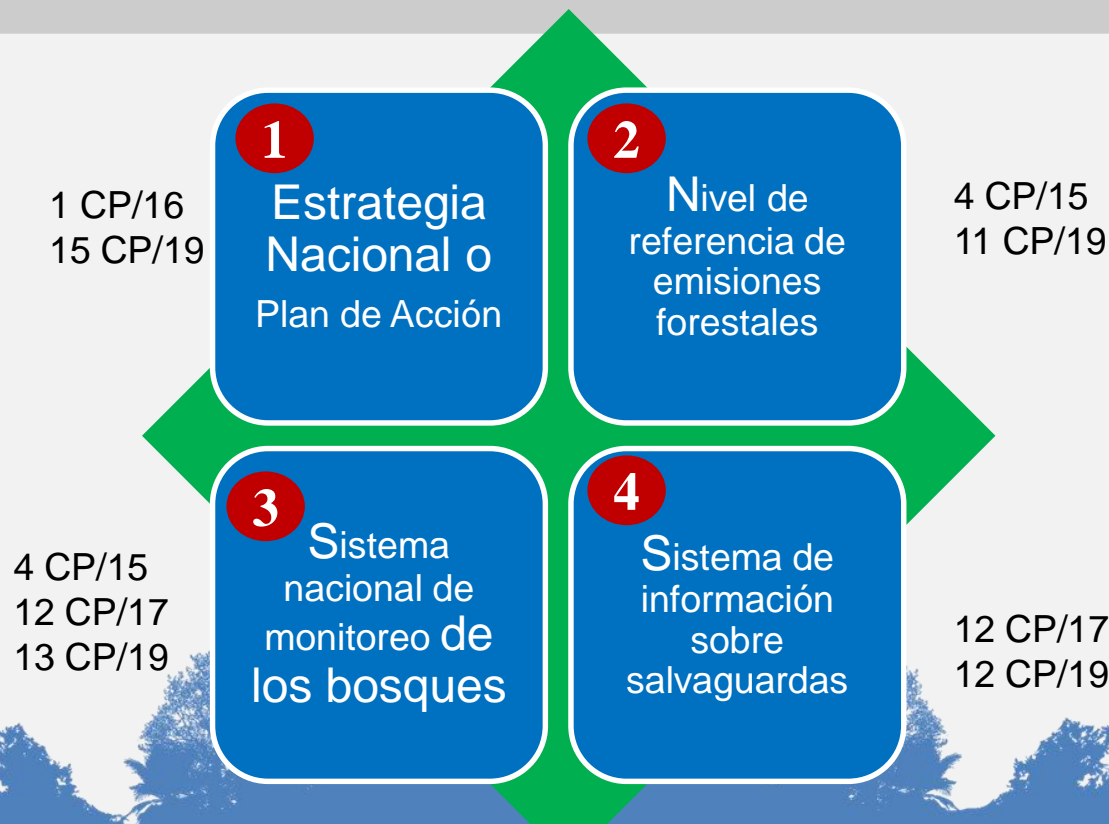 1
Estrategia
Nacional o
Plan de Acción
1 CP/16
15 CP/19
2
Nivel de
referencia de
emisiones
forestales
4 CP/15
11 CP/19
3
Sistema
nacional de
monitoreo de
los bosques
4 CP/15
12 CP/17
13 CP/19
4
Sistema de
información
sobre
salvaguardas
12 CP/17
12 CP/19